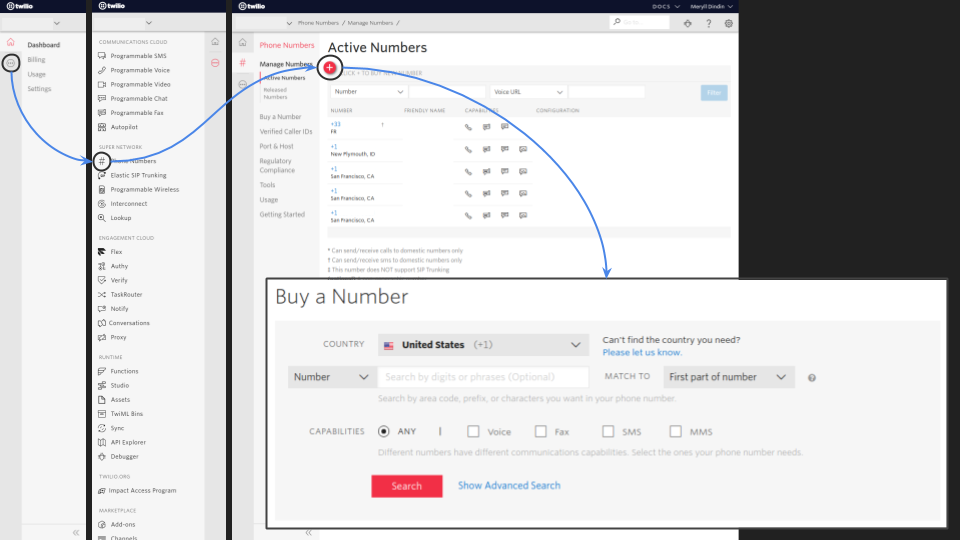 twilio
Dashboard
Billing
Usage
Settings
twilio
COMMUNICATIONS CLOUD
Programmable SMS
Programmable Voice
Programmable Video
Programmable Chat
Programmable Fax
Autopilot
SUPER NETWORK
# Phone Numbers
Elastic SIP Trunking
Programmable Wireless
Interconnect
Lookup
ENGAGEMENT CLOUD
Flex
Authy
Verify
TaskRouter
Notify
Conversations
Proxy
RUNTIME
Functions
Studio
Assets
TwiML Bins
Sync
API Explorer
Debugger
TWILIO.ORG
Impact Access Program
MARKETPLACE
Add-ons
Channels
twilio
DOCS
Meryll Dindin
Phone Numbers / Manage Numbers /
Phone Numbers
Manage Numbers
Active Numbers
Released
Numbers
Buy a Number
Verified Caller IDs
Port & Host
Regulatory
Compliance
Tools
Usage
Getting Started
Active Numbers
TO BUY
Number
Voice URL
Filter
NUMBER FRIENDLY NAME CAPABILITIES CONFIGURATION
+33 †
FR
+1
New Plymouth, ID
+1
San Francisco, CA
+1
San Francisco, CA
+1
San Francisco, CA
* Can send/receive calls to domestic numbers only
† Can send/receive sms to domestic numbers only
‡ This number does NOT support SIP Trunking
Buy a Number
COUNTRY
United States (+1)
Can't find the country you need?
Please let us know.
Number
Search by digits or phrases (Optional)
MATCH TO
First part of number
Search by area code, prefix, or characters you want in your phone number.
CAPABILITIES
ANY | Voice Fax SMS MMS
Different numbers have different communications capabilities. Select the ones your phone number needs.
Search
Show Advanced Search